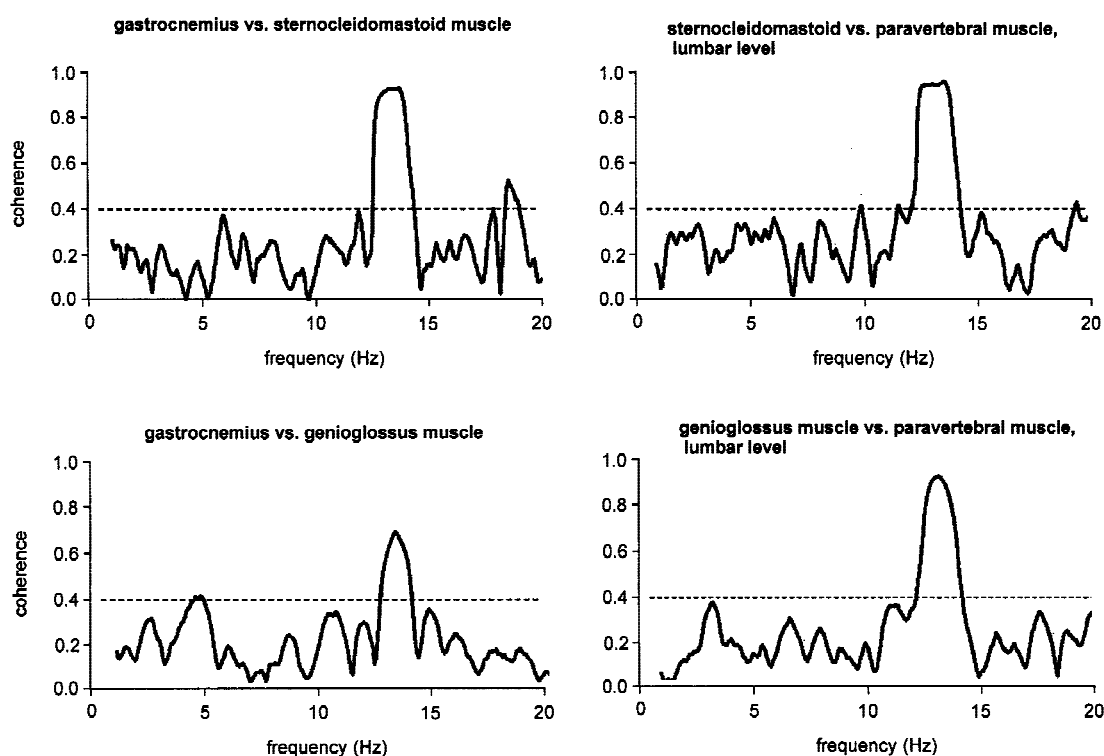 gastrocnemius vs. sternocleidomastoid muscle
1.0
0.8
0.6
0.4
0.2
0.0
coherence
0 5 10 15 20
frequency (Hz)
sternocleidomastoid vs. paravertebral muscle,
lumbar level
1.0
0.8
0.6
0.4
0.2
0.0
0 5 10 15 20
frequency (Hz)
gastrocnemius vs. genioglossus muscle
1.0
0.8
0.6
0.4
0.2
0.0
coherence
0 5 10 15 20
frequency (Hz)
genioglossus muscle vs. paravertebral muscle,
lumbar level
1.0
0.8
0.6
0.4
0.2
0.0
0 5 10 15 20
frequency (Hz)